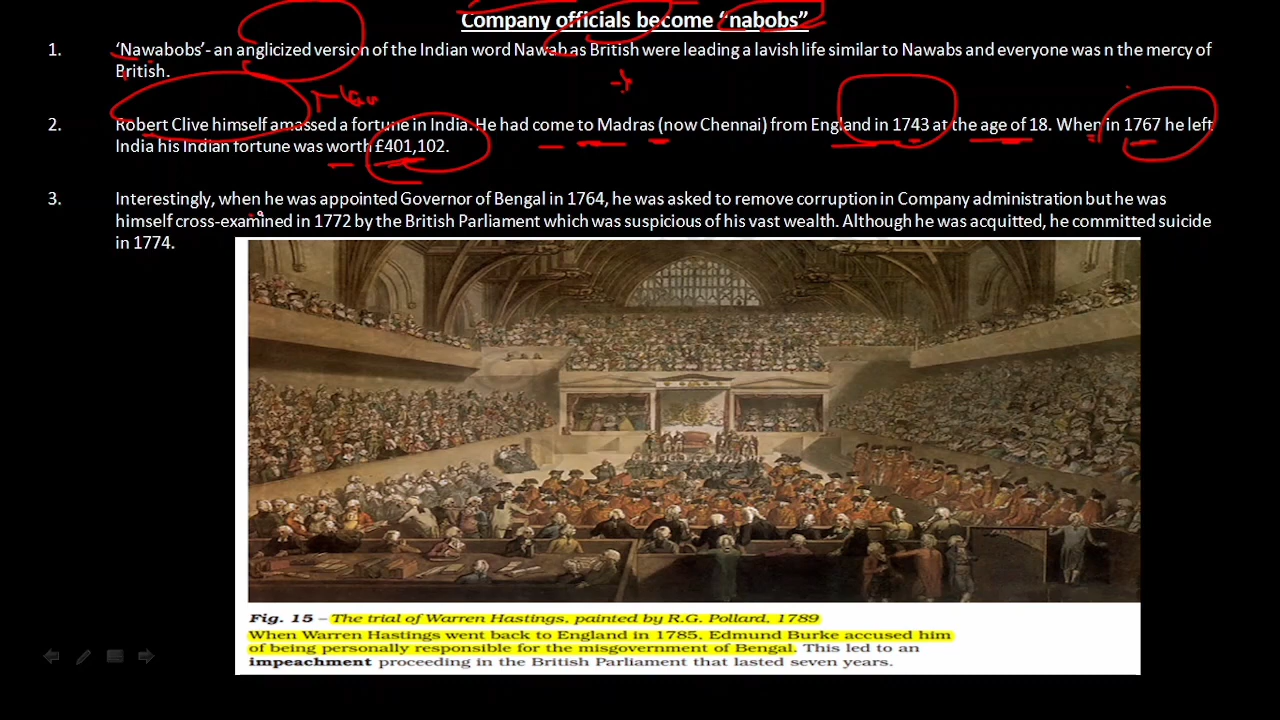 Company officials become “nabobs”
1. ‘Nawabobs’- an anglicized version of the Indian word Nawab as British were leading a lavish life similar to Nawabs and everyone was n the mercy of
British.
2. Robert Clive himself amassed a fortune in India. He had come to Madras (now Chennai) from England in 1743 at the age of 18. When in 1767 he left
India his Indian fortune was worth £401,102.
3. Interestingly, when he was appointed Governor of Bengal in 1764, he was asked to remove corruption in Company administration but he was
himself cross-examined in 1772 by the British Parliament which was suspicious of his vast wealth. Although he was acquitted, he committed suicide
in 1774.
Fig. 15 – The trial of Warren Hastings, painted by R.G. Pollard, 1789
When Warren Hastings went back to England in 1785, Edmund Burke accused him
of being personally responsible for the misgovernment of Bengal. This led to an
impeachment proceeding in the British Parliament that lasted seven years.